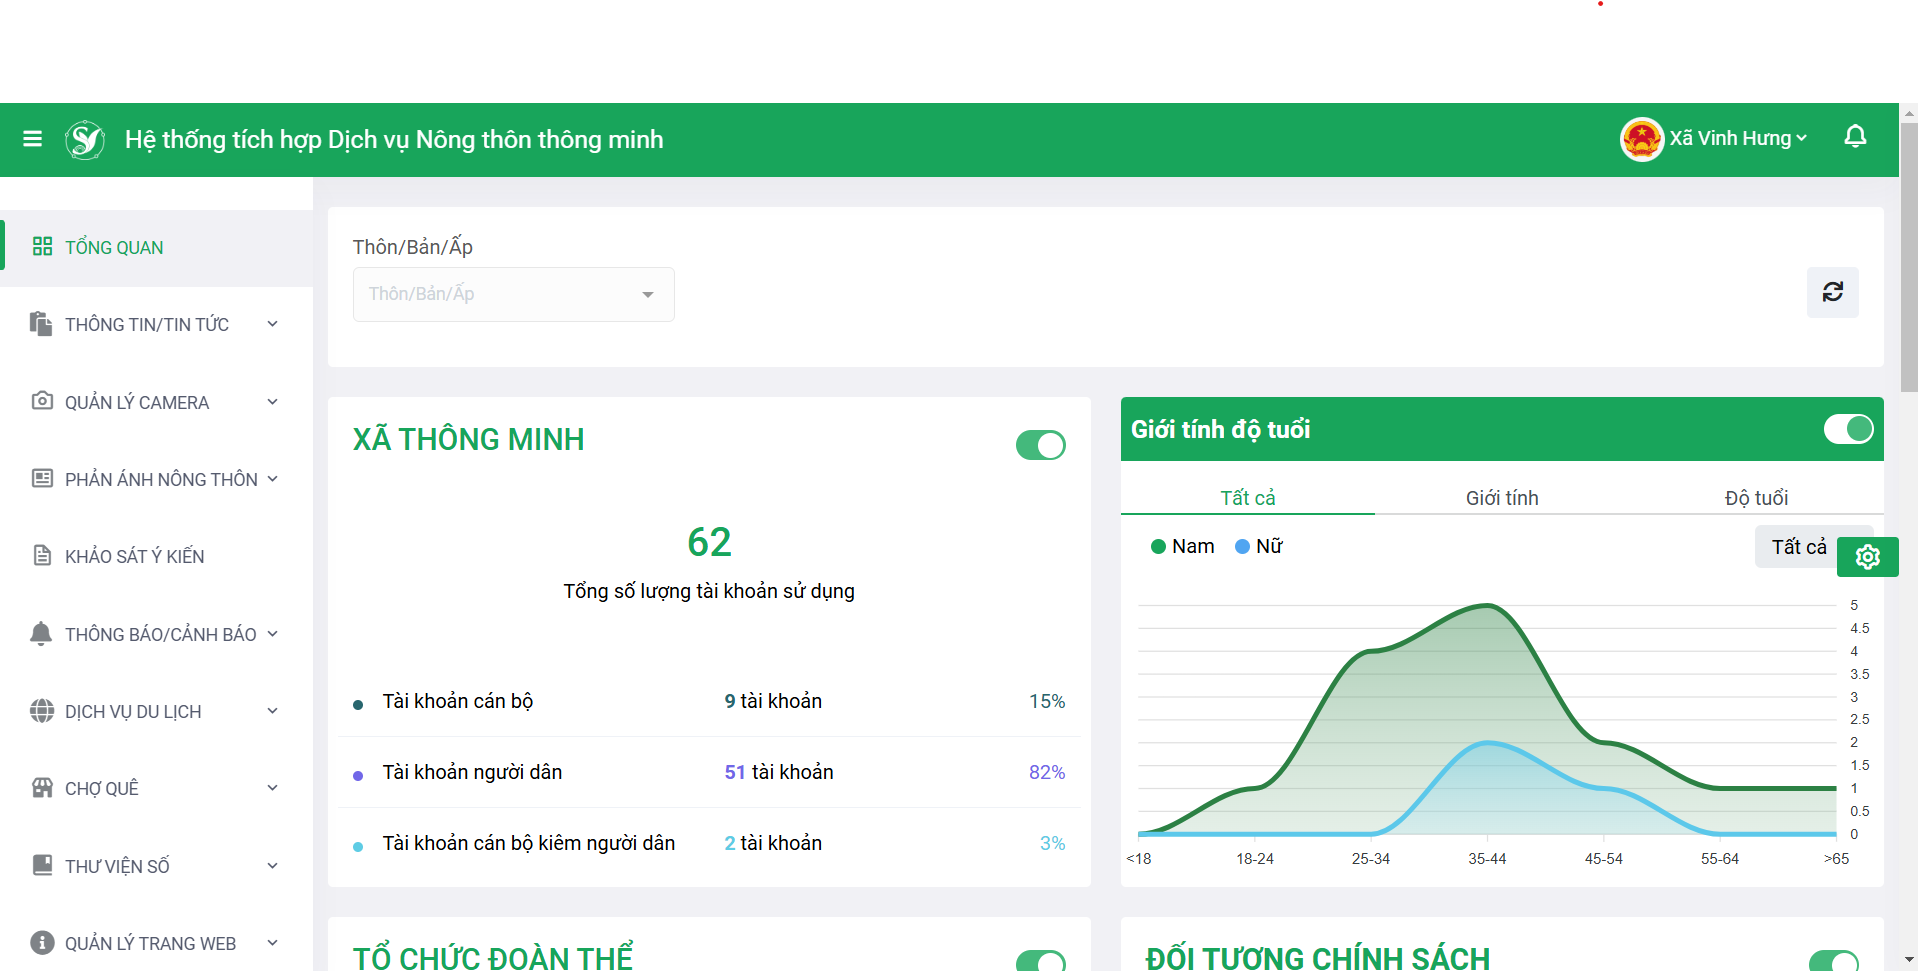 Hệ thống tích hợp Dịch vụ Nông thôn thông minh
Xã Vinh Hưng
TỔNG QUAN
THÔNG TIN/TIN TỨC
QUẢN LÝ CAMERA
PHẢN ÁNH NÔNG THÔN
KHẢO SÁT Ý KIẾN
THÔNG BÁO/CẢNH BÁO
DỊCH VỤ DU LỊCH
CHỢ QUÊ
THƯ VIỆN SỐ
QUẢN LÝ TRANG WEB
Thôn/Bản/Ấp
Thôn/Bản/Ấp
XÃ THÔNG MINH
62
Tổng số lượng tài khoản sử dụng
Tài khoản cán bộ 9 tài khoản 15%
Tài khoản người dân 51 tài khoản 82%
Tài khoản cán bộ kiêm người dân 2 tài khoản 3%
Giới tính độ tuổi
Tất cả Giới tính Độ tuổi
Nam Nữ Tất cả
5
4.5
4
3.5
3
2.5
2
1.5
1
0.5
0
<18 18-24 25-34 35-44 45-54 55-64 >65
TỔ CHỨC ĐOÀN THỂ
ĐỐI TƯỢNG CHÍNH SÁCH